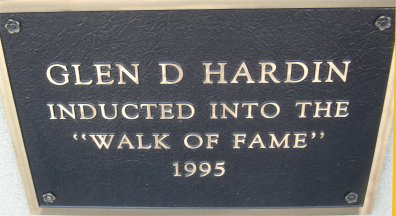 GLEN D HARDIN
INDUCTED INTO THE
"WALK OF FAME"
1995